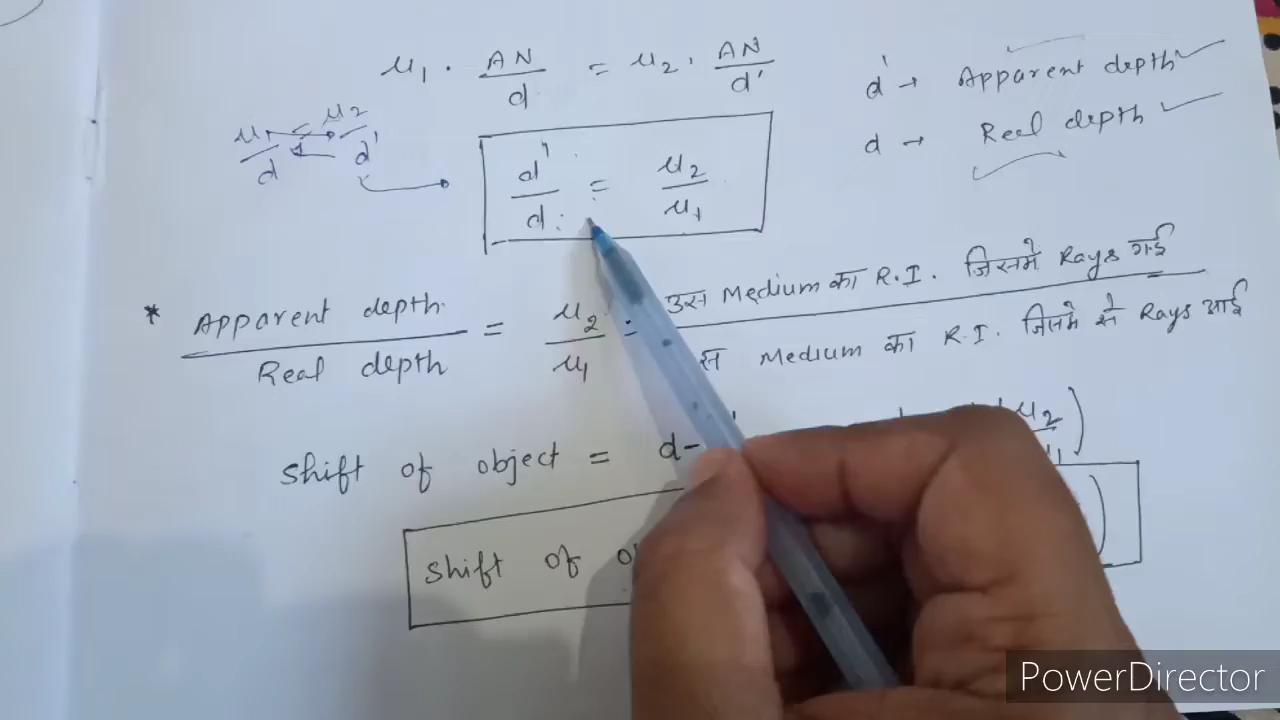 μ₁ · AN/d = μ₂ · AN/d'
d' → Apparent depth
μ₁/d = μ₂/d'
d → Real depth
d'/d = μ₂/μ₁
* Apparent depth/Real depth = μ₂/μ₁ = उस Medium का R.I. जिसमे Rays गई/स Medium का R.I. जिसमे से Rays आई
Shift of object = d- μ₂
Shift of
PowerDirector